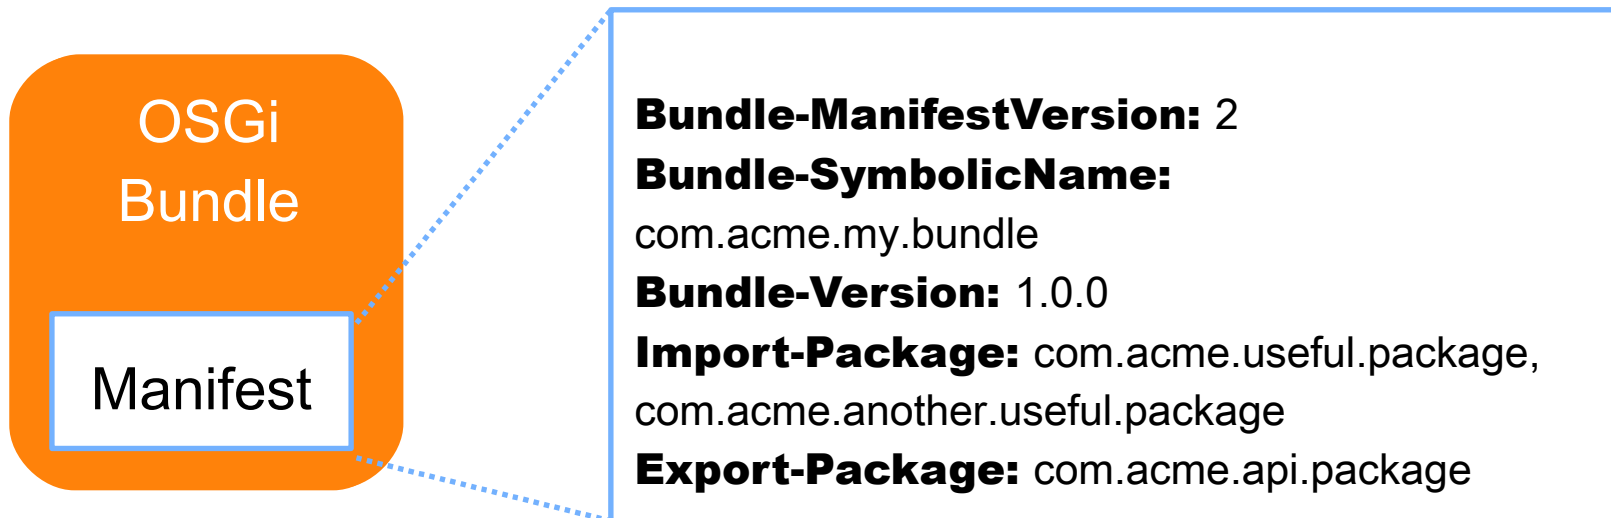 OSGi
Bundle
Manifest
Bundle-ManifestVersion: 2
Bundle-SymbolicName:
com.acme.my.bundle
Bundle-Version: 1.0.0
Import-Package: com.acme.useful.package,
com.acme.another.useful.package
Export-Package: com.acme.api.package